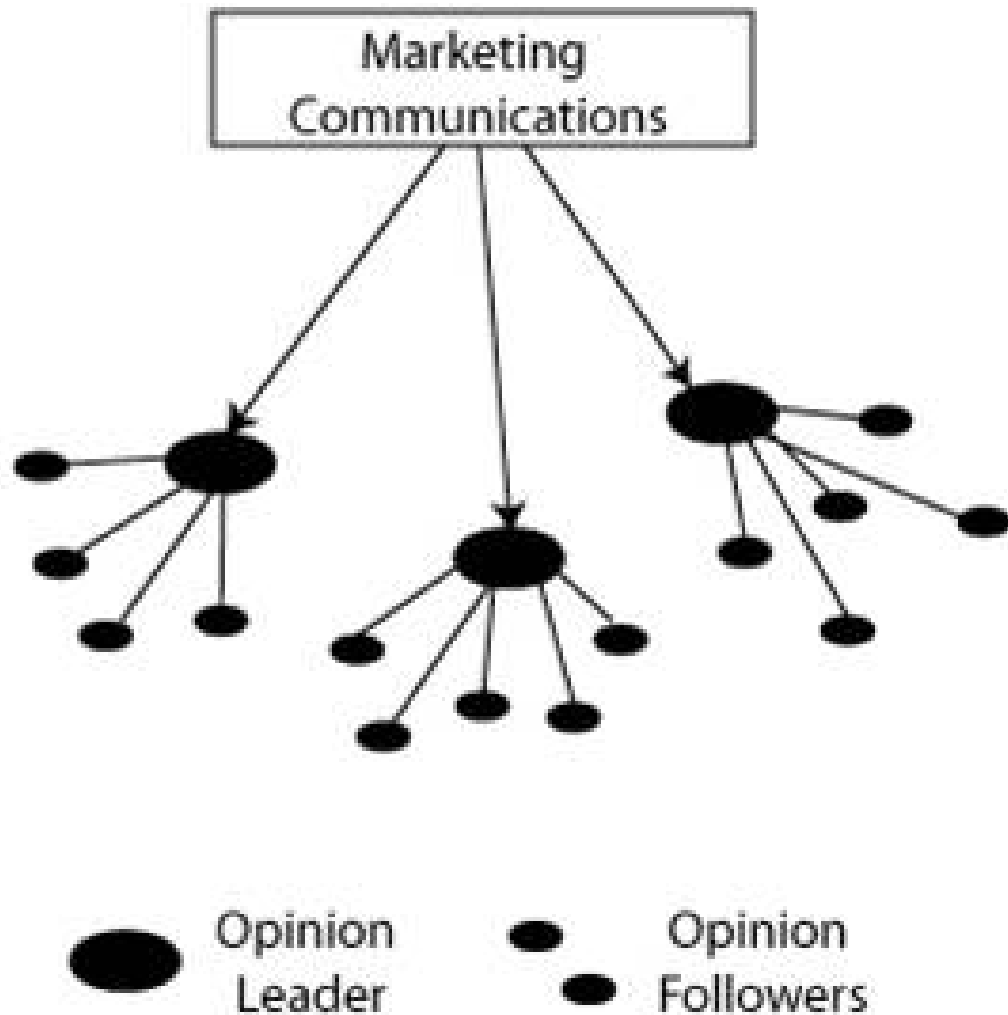 Marketing
Communications
Opinion
Leader
Opinion
Followers